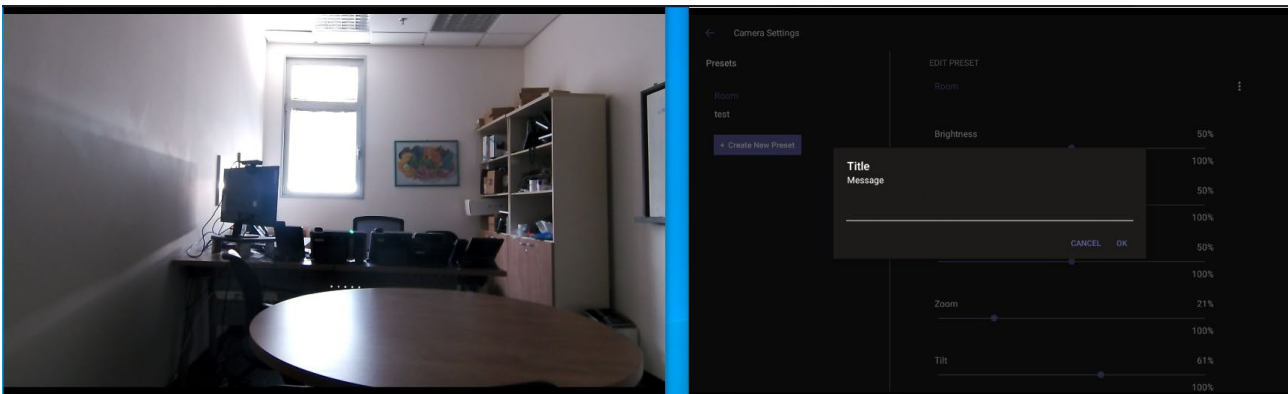 Camera Settings
Presets
Room
test
+ Create New Preset
EDIT PRESET
Room
Brightness 50%
100%
50%
100%
50%
100%
Zoom 21%
100%
Tilt 61%
100%
Title
Message
CANCEL OK